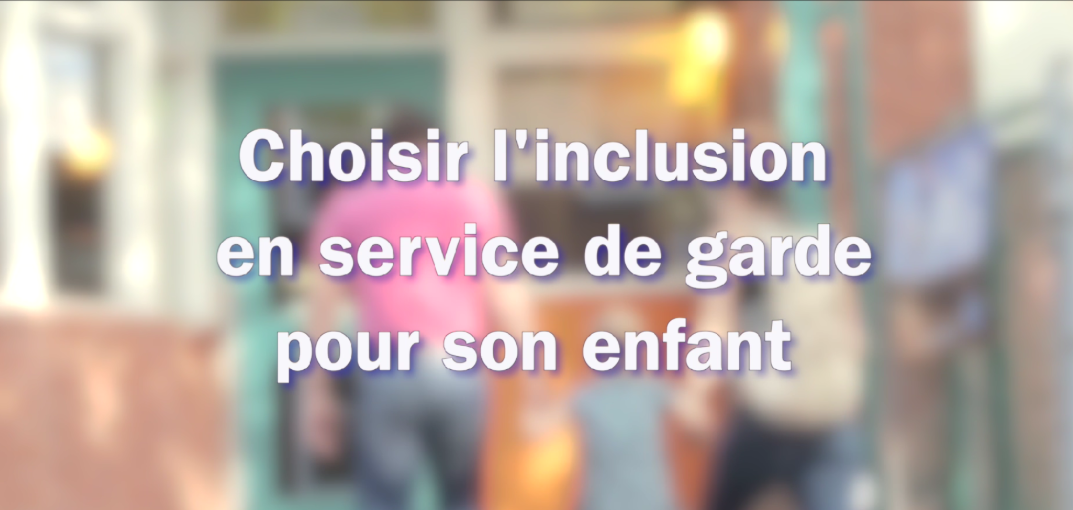 Choisir l'inclusion
en service de garde
pour son enfant